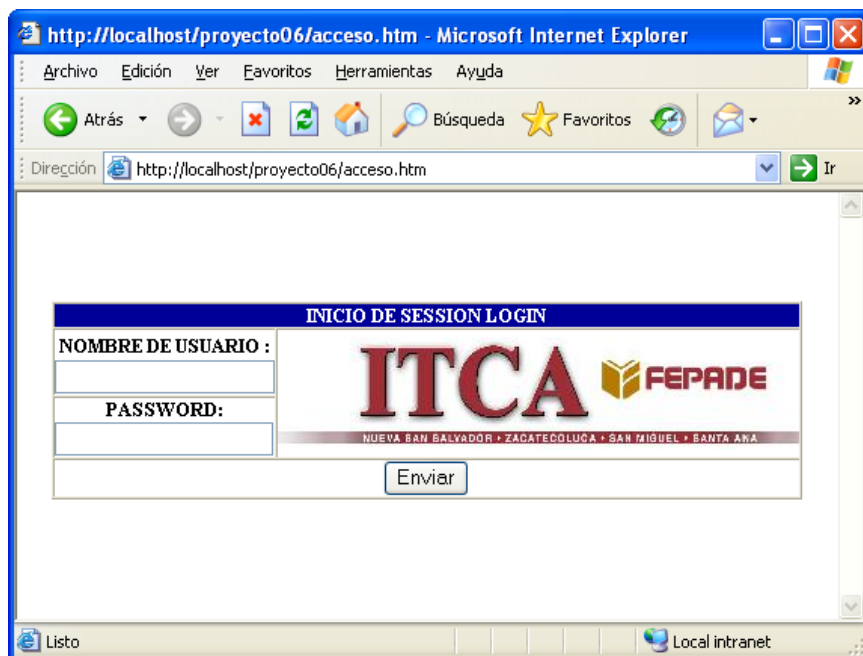 http://localhost/proyecto06/acceso.htm - Microsoft Internet Explorer
Archivo Edición Ver Favoritos Herramientas Ayuda
Atrás Búsqueda Favoritos »
Dirección http://localhost/proyecto06/acceso.htm Ir
INICIO DE SESSION LOGIN
NOMBRE DE USUARIO :
ITCA FEPADE
PASSWORD:
NUEVA SAN SALVADOR • ZACATECOLUCA • SAN MIGUEL • SANTA ANA
Enviar
Listo Local intranet